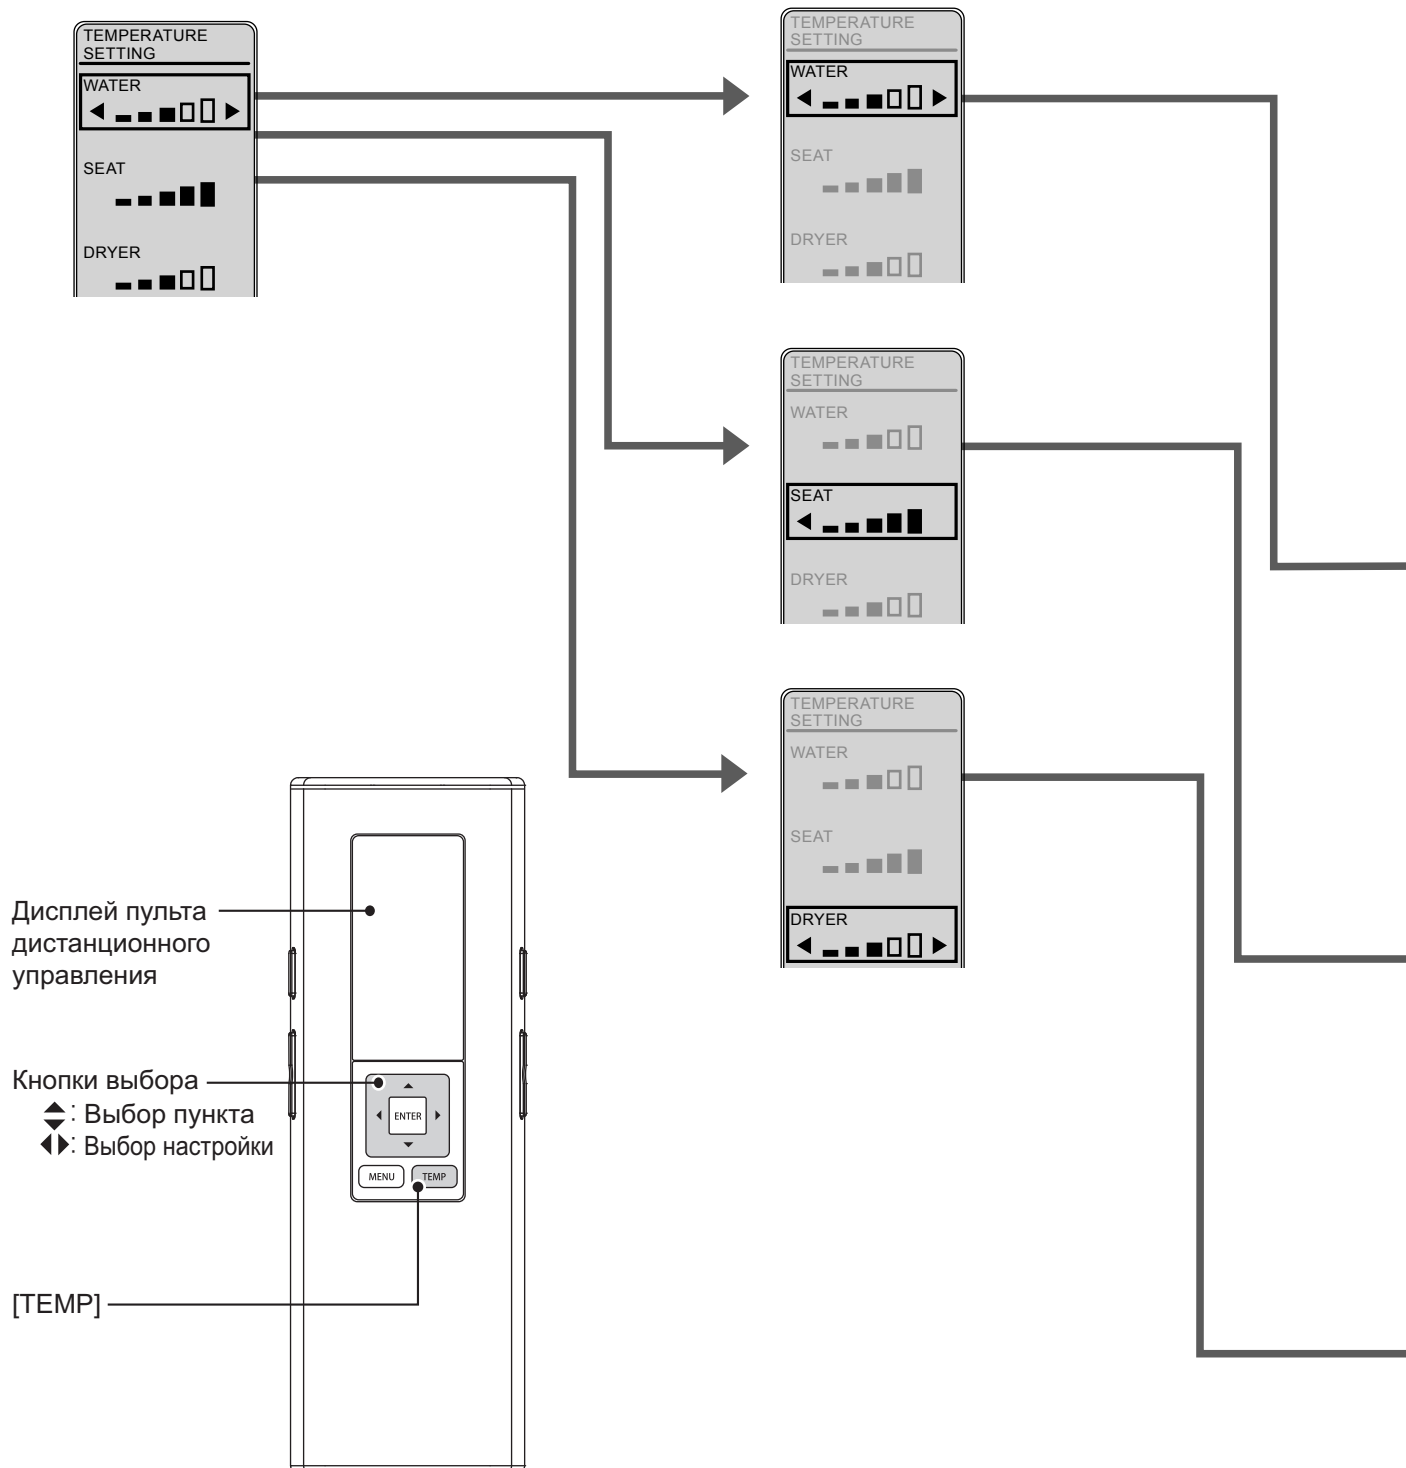 TEMPERATURE
SETTING
WATER
SEAT
DRYER
TEMPERATURE
SETTING
WATER
SEAT
DRYER
TEMPERATURE
SETTING
WATER
SEAT
DRYER
TEMPERATURE
SETTING
WATER
SEAT
DRYER
Дисплей пульта
дистанционного
управления
Кнопки выбора
: Выбор пункта
: Выбор настройки
[TEMP]
ENTER
MENU
TEMP